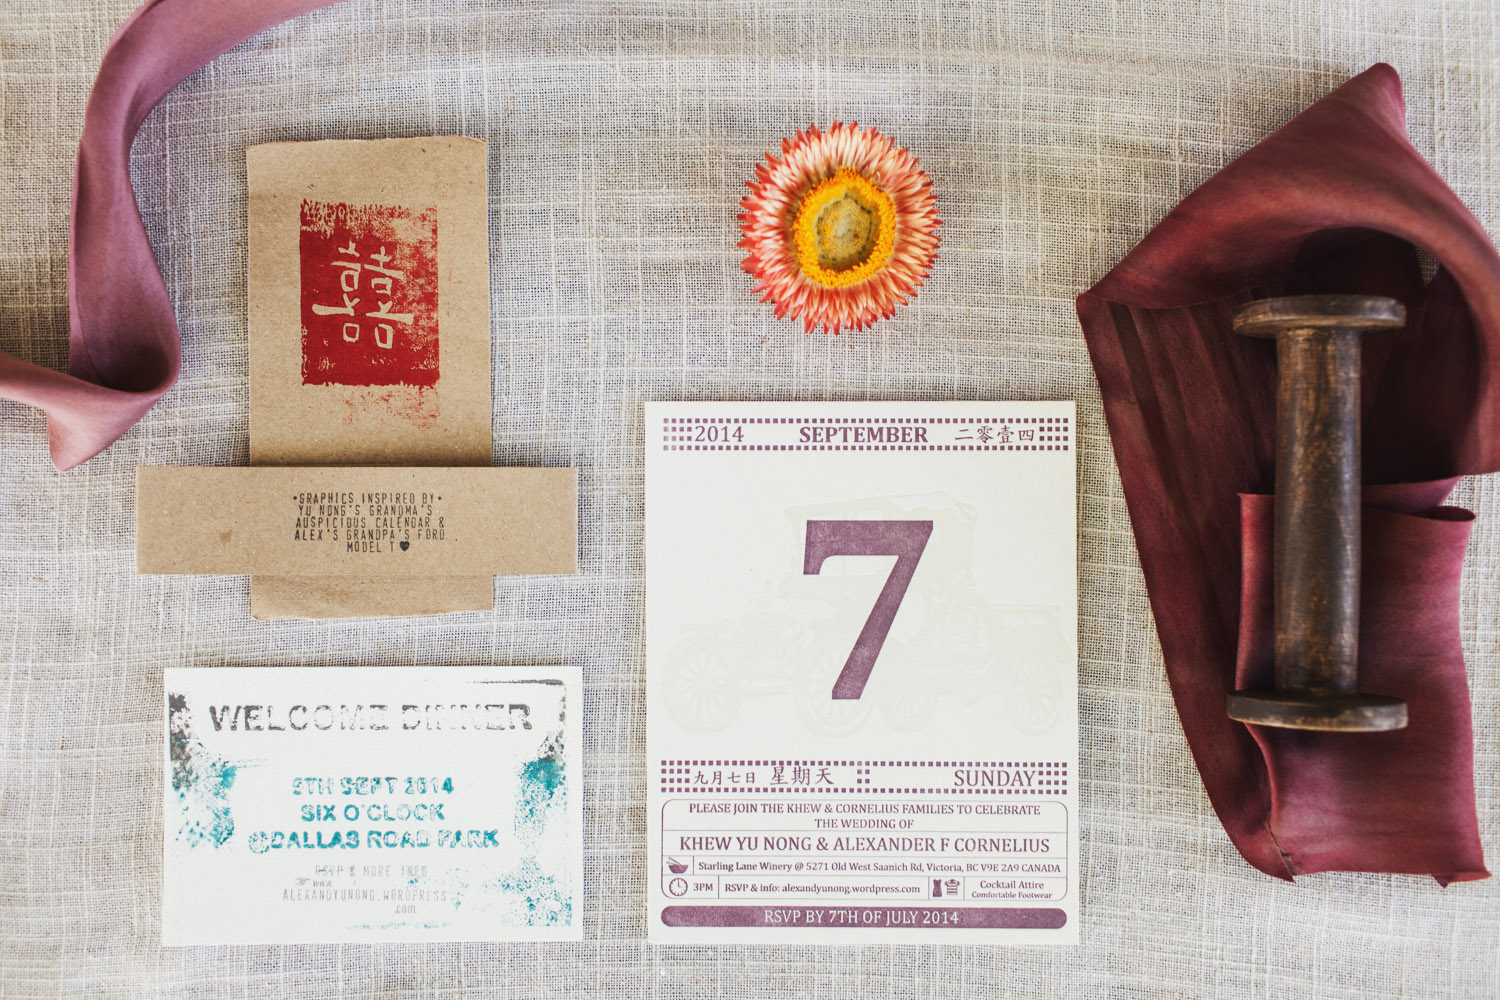 •GRAPHICS INSPIRED BY•
YU NONG'S GRANDMA'S
AUSPICIOUS CALENDAR &
ALEX'S GRANDPA'S FORD
MODEL T ♥
WELCOME DINNER
5TH SEPT 2014
SIX O'CLOCK
@DALLAS ROAD PARK
RSVP & MORE INFO
☞ WWW.
ALEXANDYUNONG.WORDPRESS
.com
2014 SEPTEMBER 二零壹四
7
九月七日 星期天 SUNDAY
PLEASE JOIN THE KHEW & CORNELIUS FAMILIES TO CELEBRATE
THE WEDDING OF
KHEW YU NONG & ALEXANDER F CORNELIUS
Starling Lane Winery @ 5271 Old West Saanich Rd, Victoria, BC V9E 2A9 CANADA
3PM RSVP & info: alexandyunong.wordpress.com Cocktail Attire
Comfortable Footwear
RSVP BY 7TH OF JULY 2014